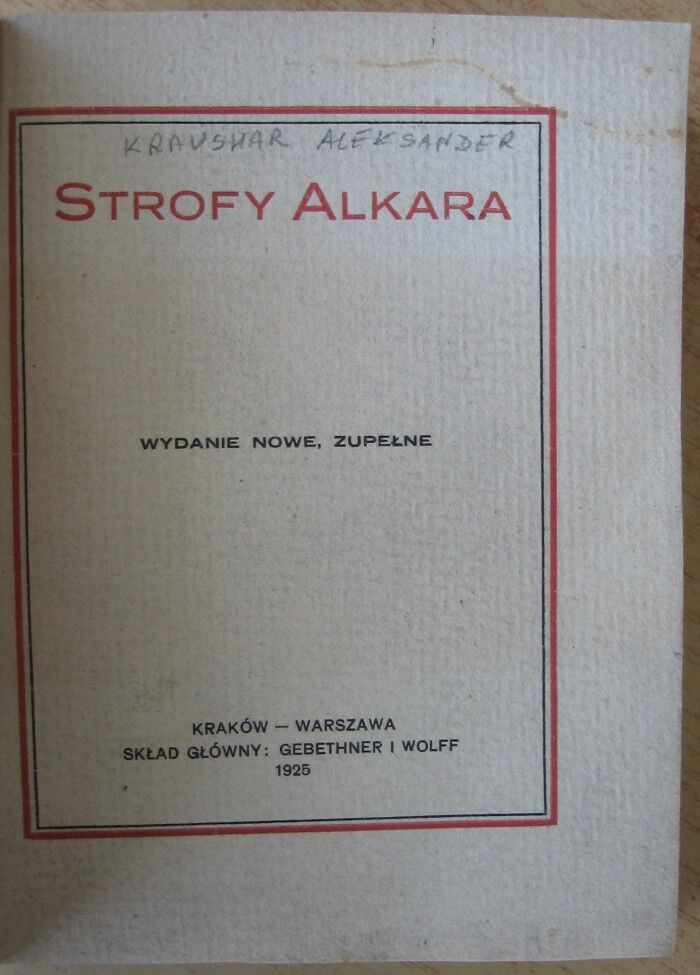 KRAUSHAR ALEKSANDER
STROFY ALKARA
WYDANIE NOWE, ZUPEŁNE
KRAKÓW — WARSZAWA
SKŁAD GŁÓWNY: GEBETHNER I WOLFF
1925